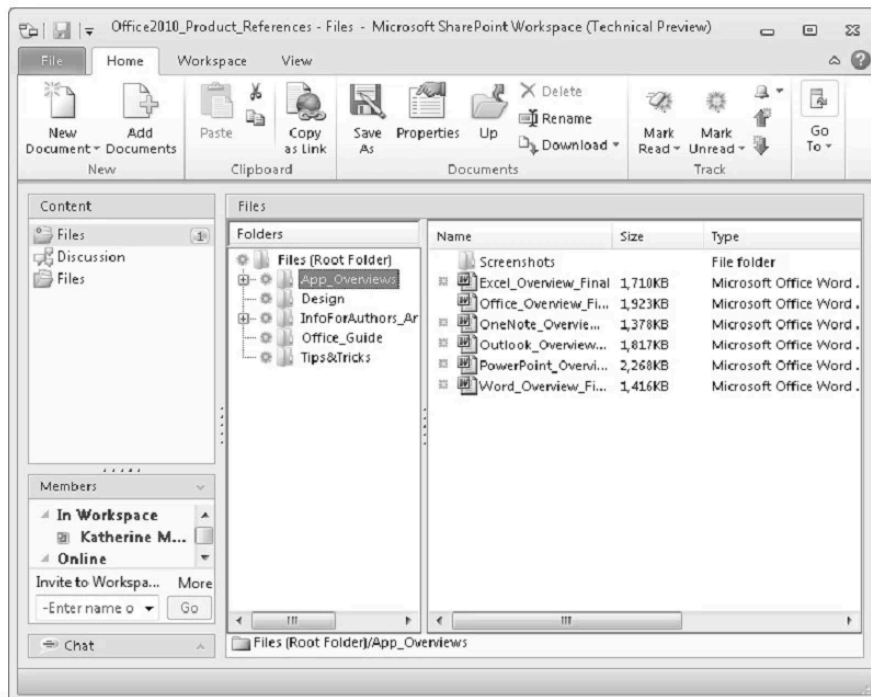 Office2010_Product_References - Files - Microsoft SharePoint Workspace (Technical Preview)
File Home Workspace View
New Document
Add Documents
Paste
Copy as Link
Save As
Properties
Up
Delete
Rename
Download
Mark Read
Mark Unread
Go To
New
Clipboard
Documents
Track
Content
Files 1
Discussion
Files
Members
In Workspace
Katherine M...
Online
Invite to Workspa... More
-Enter name o Go
Chat
Files
Folders
Files (Root Folder)
App_Overviews
Design
InfoForAuthors_Ar
Office_Guide
Tips&Tricks
Name Size Type
Screenshots File folder
Excel_Overview_Final 1,710KB Microsoft Office Word .
Office_Overview_Fi... 1,923KB Microsoft Office Word .
OneNote_Overvie... 1,378KB Microsoft Office Word .
Outlook_Overview... 1,817KB Microsoft Office Word .
PowerPoint_Overvi... 2,268KB Microsoft Office Word .
Word_Overview_Fi... 1,416KB Microsoft Office Word .
Files (Root Folder)/App_Overviews